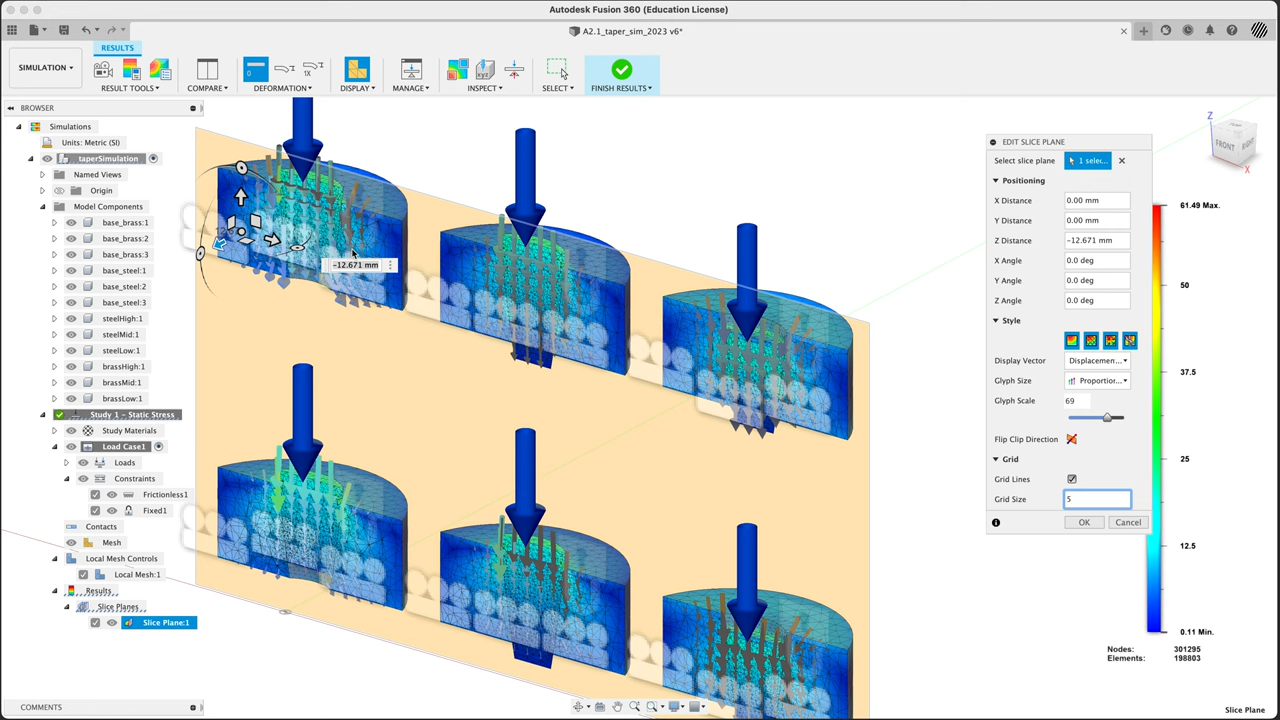 Autodesk Fusion 360 (Education License)
A2.1_taper_sim_2023 v6*
RESULTS
SIMULATION
RESULT TOOLS
COMPARE
DEFORMATION
DISPLAY
MANAGE
INSPECT
SELECT
FINISH RESULTS
BROWSER
Simulations
Units: Metric (SI)
taperSimulation
Named Views
Origin
Model Components
base_brass:1
base_brass:2
base_brass:3
base_steel:1
base_steel:2
base_steel:3
steelHigh:1
steelMid:1
steelLow:1
brassHigh:1
brassMid:1
brassLow:1
Study 1 - Static Stress
Study Materials
Load Case1
Loads
Constraints
Frictionless1
Fixed1
Contacts
Mesh
Local Mesh Controls
Local Mesh:1
Results
Slice Planes
Slice Plane:1
COMMENTS
-12.671 mm
Z
FRONT
RIGHT
X
EDIT SLICE PLANE
Select slice plane
1 selec...
Positioning
X Distance 0.00 mm
Y Distance 0.00 mm
Z Distance -12.671 mm
X Angle 0.0 deg
Y Angle 0.0 deg
Z Angle 0.0 deg
Style
Display Vector Displacemen...
Glyph Size Proportion...
Glyph Scale 69
Flip Clip Direction
Grid
Grid Lines
Grid Size 5
OK Cancel
61.49 Max.
50
37.5
25
12.5
0.11 Min.
Nodes: 301295
Elements: 198803
Slice Plane